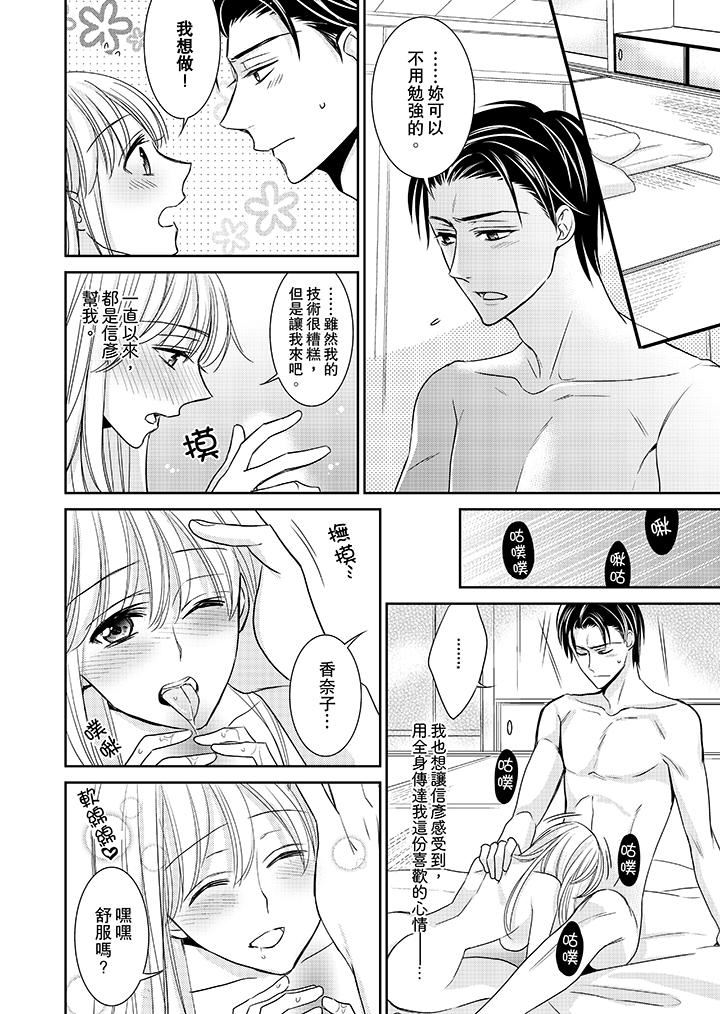 ……妳可以
不用勉強的。
我想做！
……雖然我的
技術很糟糕，
但是讓我來吧。
一直以來，
都是信彥
幫我。
摸
啾
啾咕
咕噗噗
……
我也想讓信彥感受到，
用全身傳達我這份喜歡的心情——…
咕噗
咕噗
咕噗
撫摸…
香奈子…
噗啾
軟綿綿♡
嘿嘿
舒服嗎？